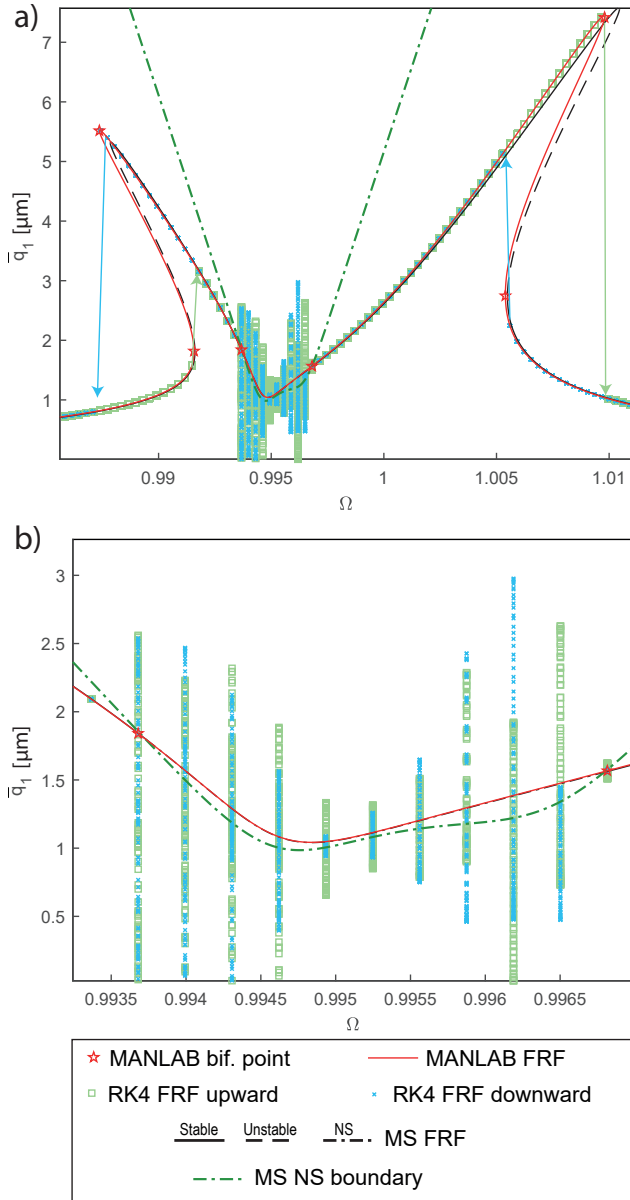 a)
7
6
5
4
3
2
1
q̅₁ [μm]
0.99
0.995
1
1.005
1.01
Ω
b)
3
2.5
2
1.5
1
0.5
q̅₁ [μm]
0.9935
0.994
0.9945
0.995
0.9955
0.996
0.9965
Ω
MANLAB bif. point
MANLAB FRF
RK4 FRF upward
RK4 FRF downward
Stable Unstable NS
MS FRF
MS NS boundary